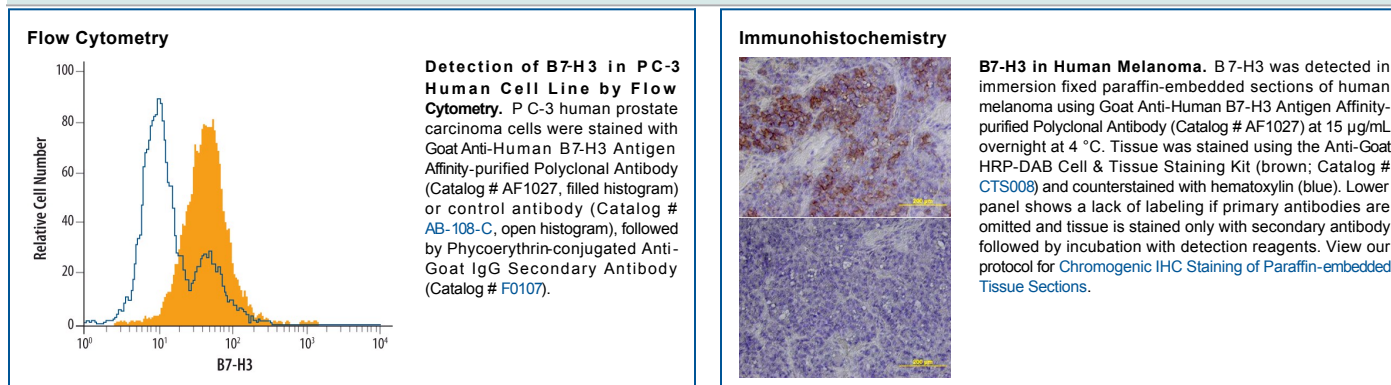 Flow Cytometry
100
80
60
40
20
0
Relative Cell Number
10⁰ 10¹ 10² 10³ 10⁴
B7-H3
Detection of B7-H3 in PC-3
Human Cell Line by Flow
Cytometry. PC-3 human prostate
carcinoma cells were stained with
Goat Anti-Human B7-H3 Antigen
Affinity-purified Polyclonal Antibody
(Catalog # AF1027, filled histogram)
or control antibody (Catalog #
AB-108-C, open histogram), followed
by Phycoerythrin-conjugated Anti-
Goat IgG Secondary Antibody
(Catalog # F0107).
Immunohistochemistry
200 µm
200 µm
B7-H3 in Human Melanoma. B7-H3 was detected in
immersion fixed paraffin-embedded sections of human
melanoma using Goat Anti-Human B7-H3 Antigen Affinity-
purified Polyclonal Antibody (Catalog # AF1027) at 15 µg/mL
overnight at 4 °C. Tissue was stained using the Anti-Goat
HRP-DAB Cell & Tissue Staining Kit (brown; Catalog #
CTS008) and counterstained with hematoxylin (blue). Lower
panel shows a lack of labeling if primary antibodies are
omitted and tissue is stained only with secondary antibody
followed by incubation with detection reagents. View our
protocol for Chromogenic IHC Staining of Paraffin-embedded
Tissue Sections.